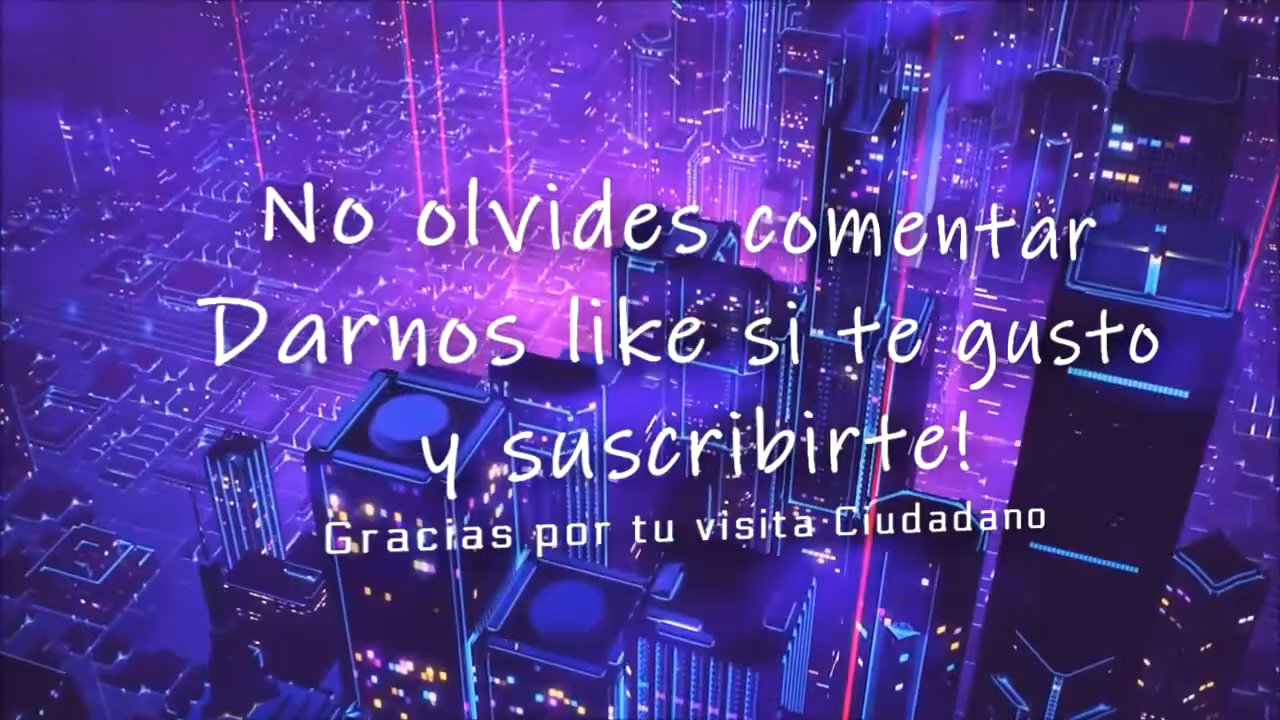 No olvides comentar
Darnos like si te gusto
y suscribirte!
Gracias por tu visita Ciudadano